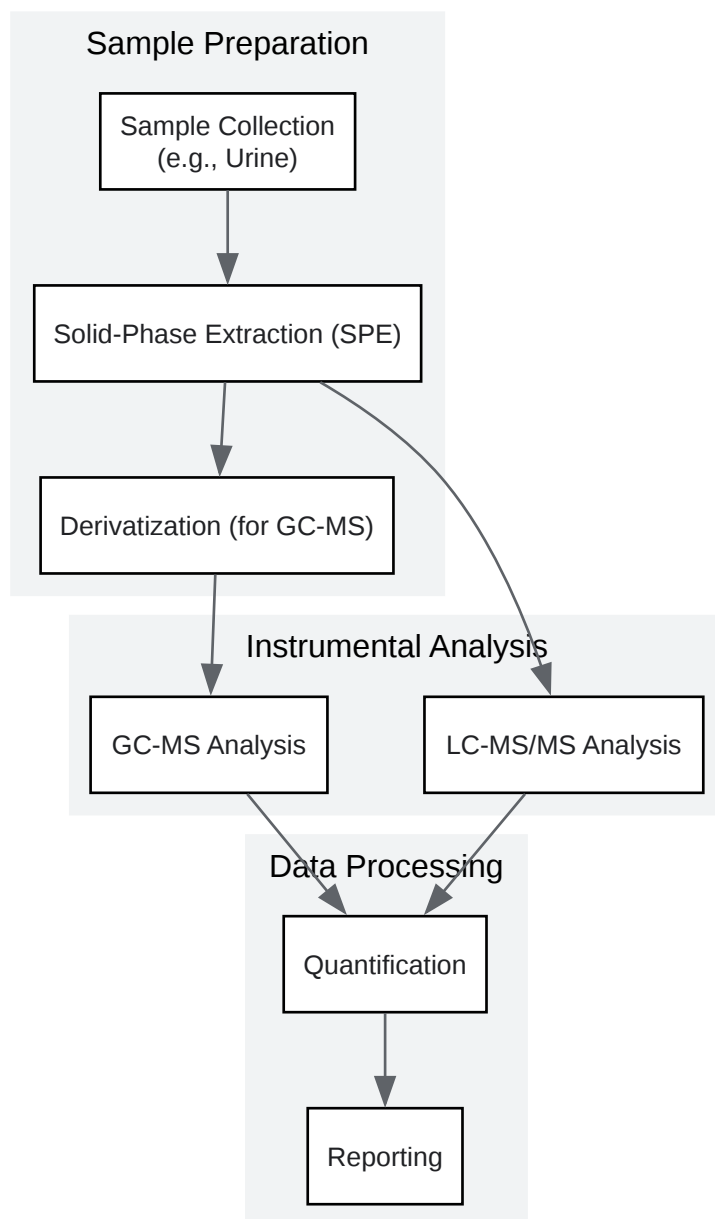 Sample Preparation
Sample Collection
(e.g., Urine)
Solid-Phase Extraction (SPE)
Derivatization (for GC-MS)
Instrumental Analysis
GC-MS Analysis
LC-MS/MS Analysis
Data Processing
Quantification
Reporting